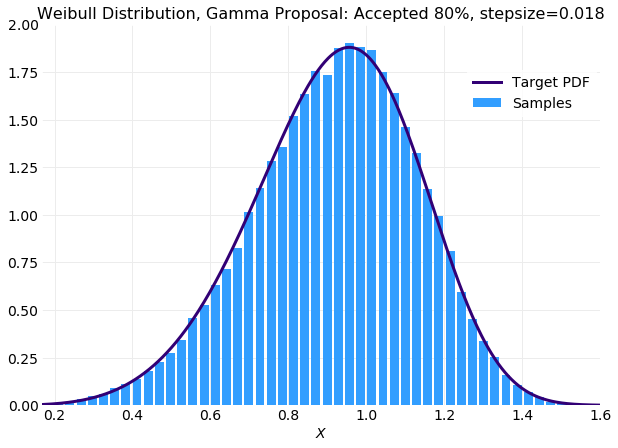 Weibull Distribution, Gamma Proposal: Accepted 80%, stepsize=0.018
2.00
1.75
1.50
1.25
1.00
0.75
0.50
0.25
0.00
Target PDF
Samples
0.2 0.4 0.6 0.8 1.0 1.2 1.4 1.6
X